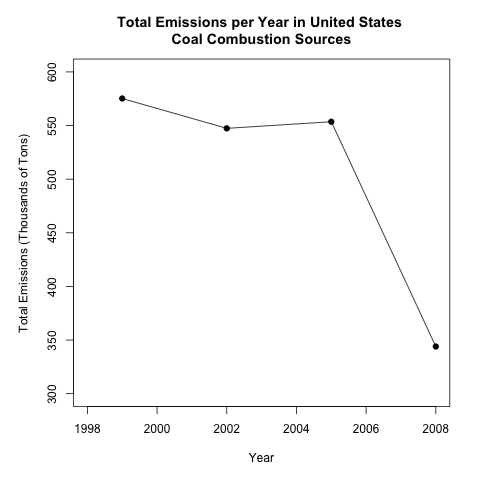 Total Emissions per Year in United States
Coal Combustion Sources
Total Emissions (Thousands of Tons)
600
550
500
450
400
350
300
1998 2000 2002 2004 2006 2008
Year